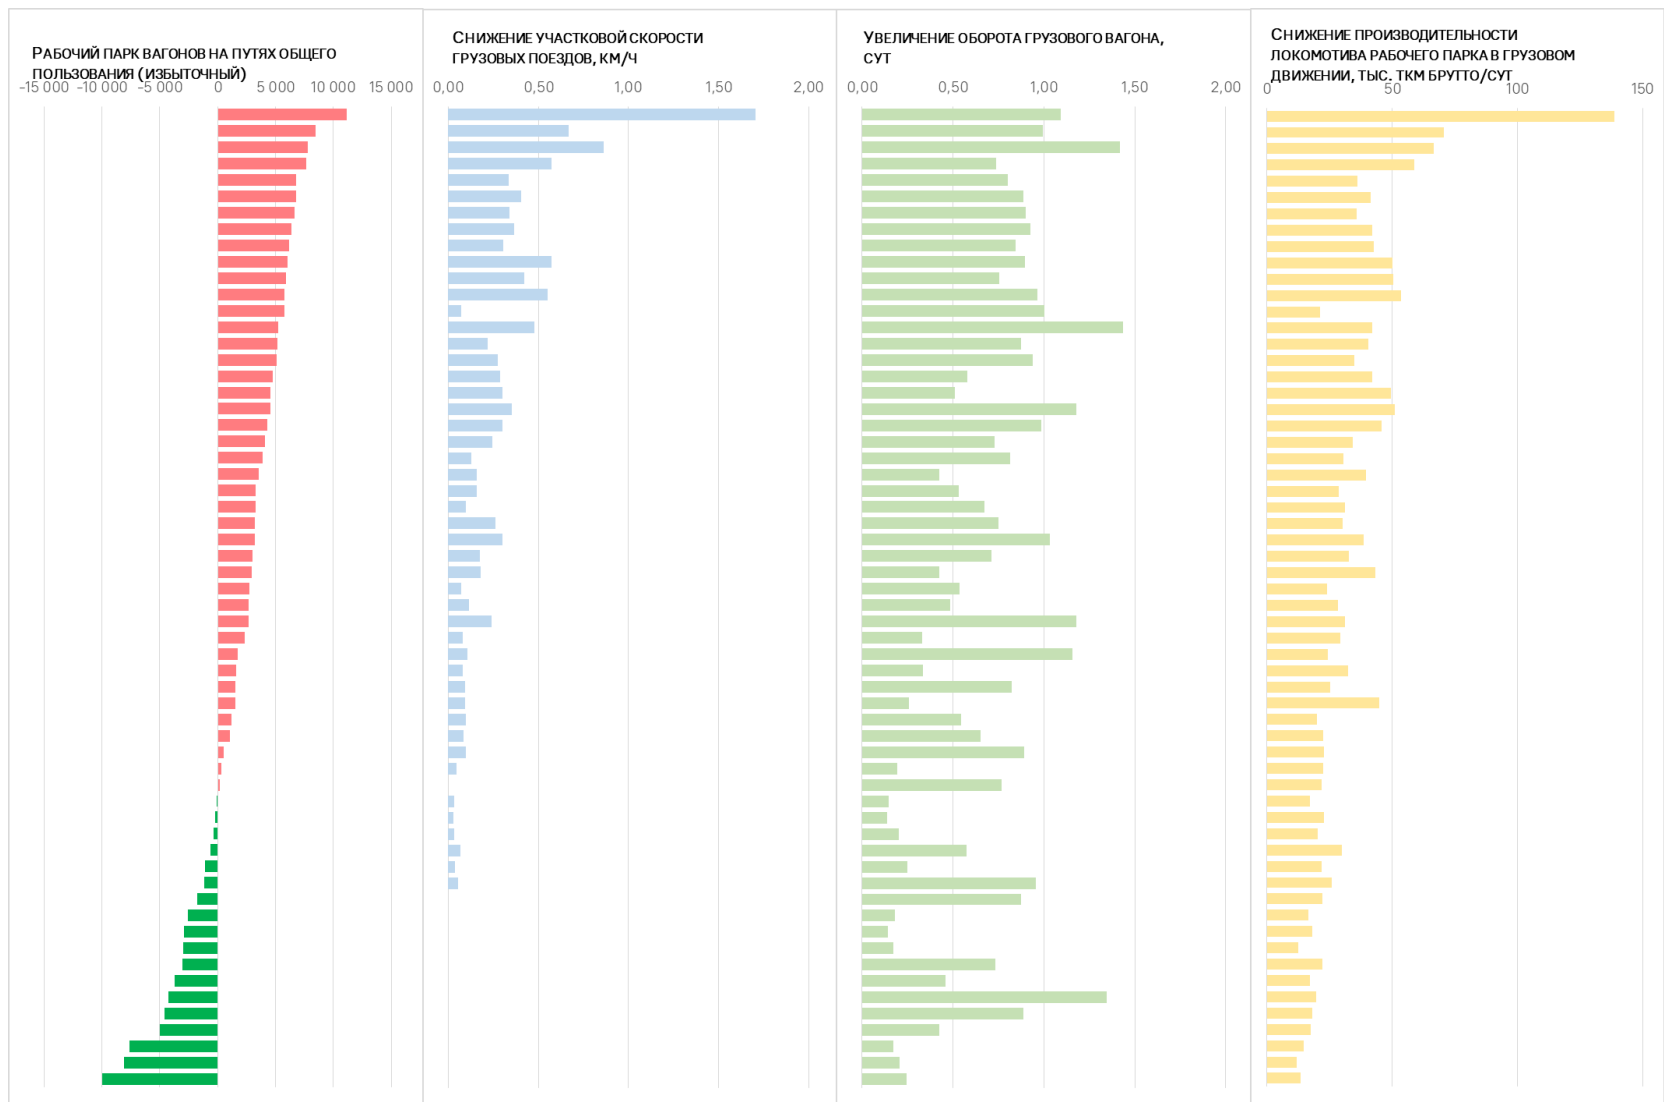 РАБОЧИЙ ПАРК ВАГОНОВ НА ПУТЯХ ОБЩЕГО
ПОЛЬЗОВАНИЯ (ИЗБЫТОЧНЫЙ)
-15 000 -10 000 -5 000 0 5 000 10 000 15 000
СНИЖЕНИЕ УЧАСТКОВОЙ СКОРОСТИ
ГРУЗОВЫХ ПОЕЗДОВ, КМ/Ч
0,00 0,50 1,00 1,50 2,00
УВЕЛИЧЕНИЕ ОБОРОТА ГРУЗОВОГО ВАГОНА,
СУТ
0,00 0,50 1,00 1,50 2,00
СНИЖЕНИЕ ПРОИЗВОДИТЕЛЬНОСТИ
ЛОКОМОТИВА РАБОЧЕГО ПАРКА В ГРУЗОВОМ
ДВИЖЕНИИ, ТЫС. ТКМ БРУТТО/СУТ
0 50 100 150